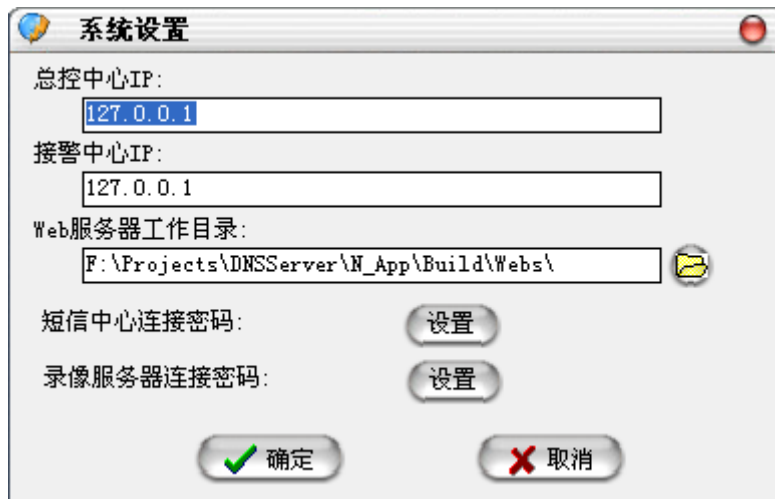 系统设置
总控中心IP:
127.0.0.1
接警中心IP:
127.0.0.1
Web服务器工作目录:
F:\Projects\DNSServer\N_App\Build\Webs\
短信中心连接密码: 设置
录像服务器连接密码: 设置
确定 取消